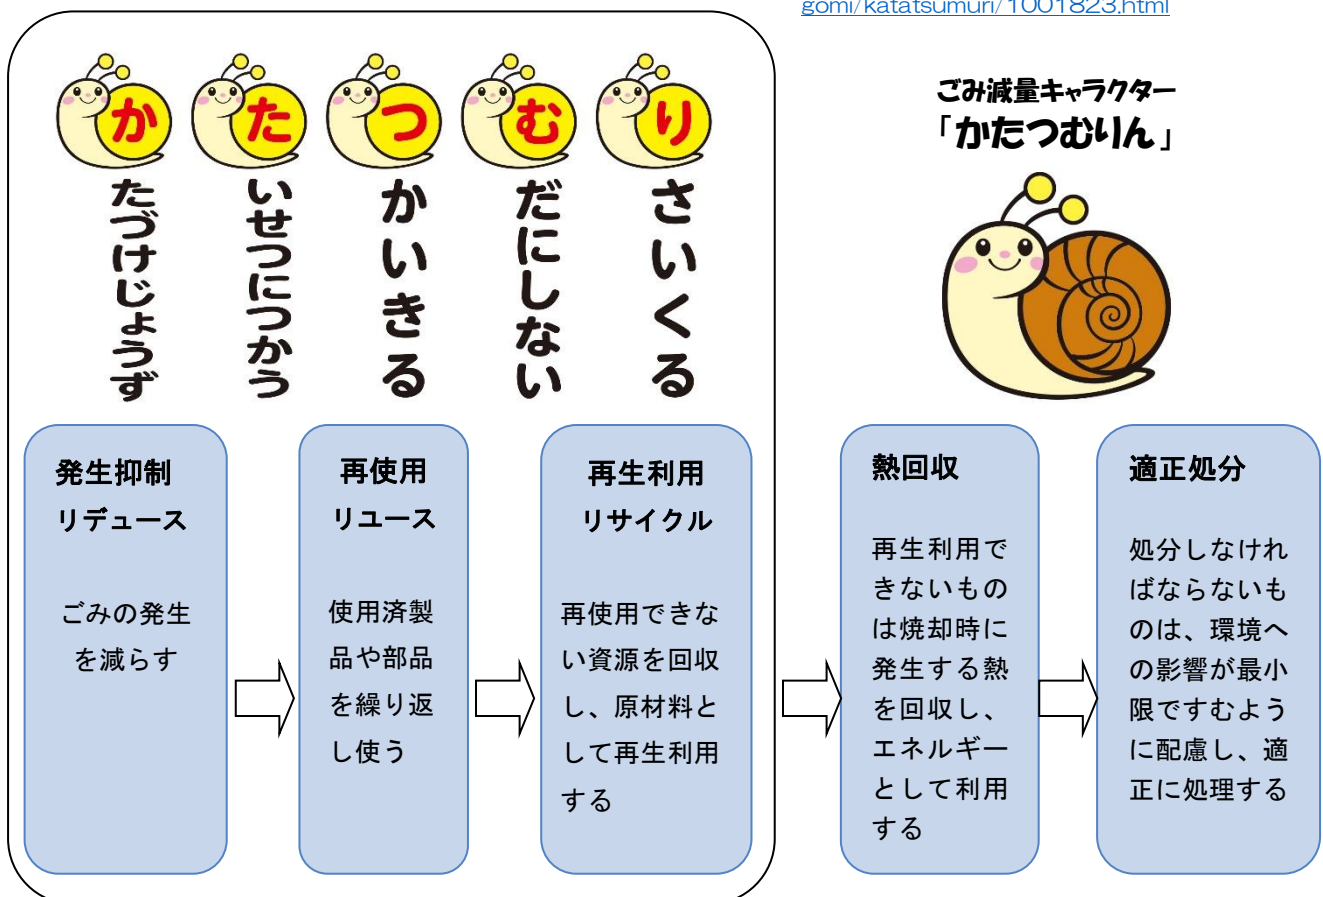 gomi/katatsumuri/1001823.html
か
たづけじょうず
た
いせつにつかう
つ
かいきる
む
だにしない
り
さいくる
ごみ減量キャラクター
「かたつむりん」
発生抑制
リデュース
ごみの発生
を減らす
再使用
リユース
使用済製
品や部品
を繰り返
し使う
再生利用
リサイクル
再使用できな
い資源を回収
し、原材料と
して再生利用
する
熱回収
再生利用で
きないもの
は焼却時に
発生する熱
を回収し、
エネルギー
として利用
する
適正処分
処分しなけれ
ばならないも
のは、環境へ
の影響が最小
限ですむよう
に配慮し、適
正に処理する